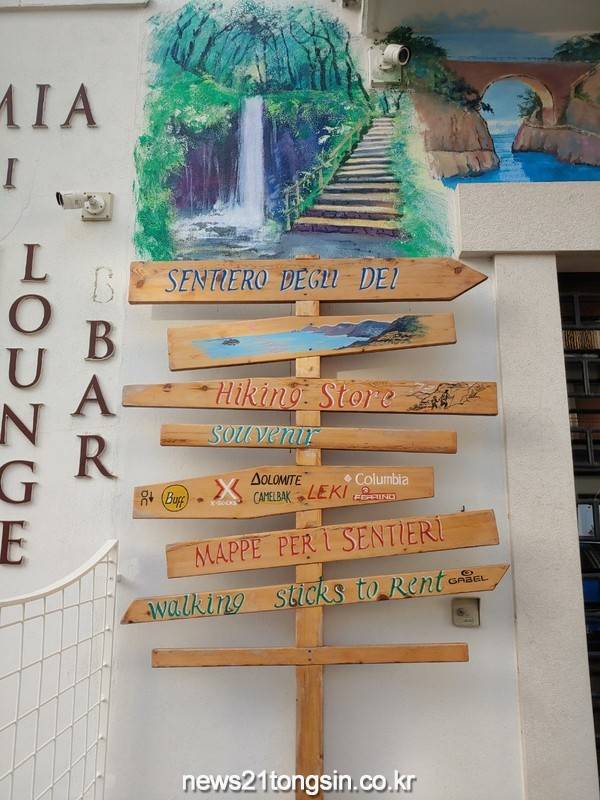 MIA
I
LOUNGE
BAR
SENTIERO DEGLI DEI
Hiking Store
souvenir
Buff X X-SOCKS DOLOMITE CAMELBAK LEKI Columbia FERRINO
MAPPE PER I SENTIERI
walking sticks to Rent GABEL
news21tongsin.co.kr